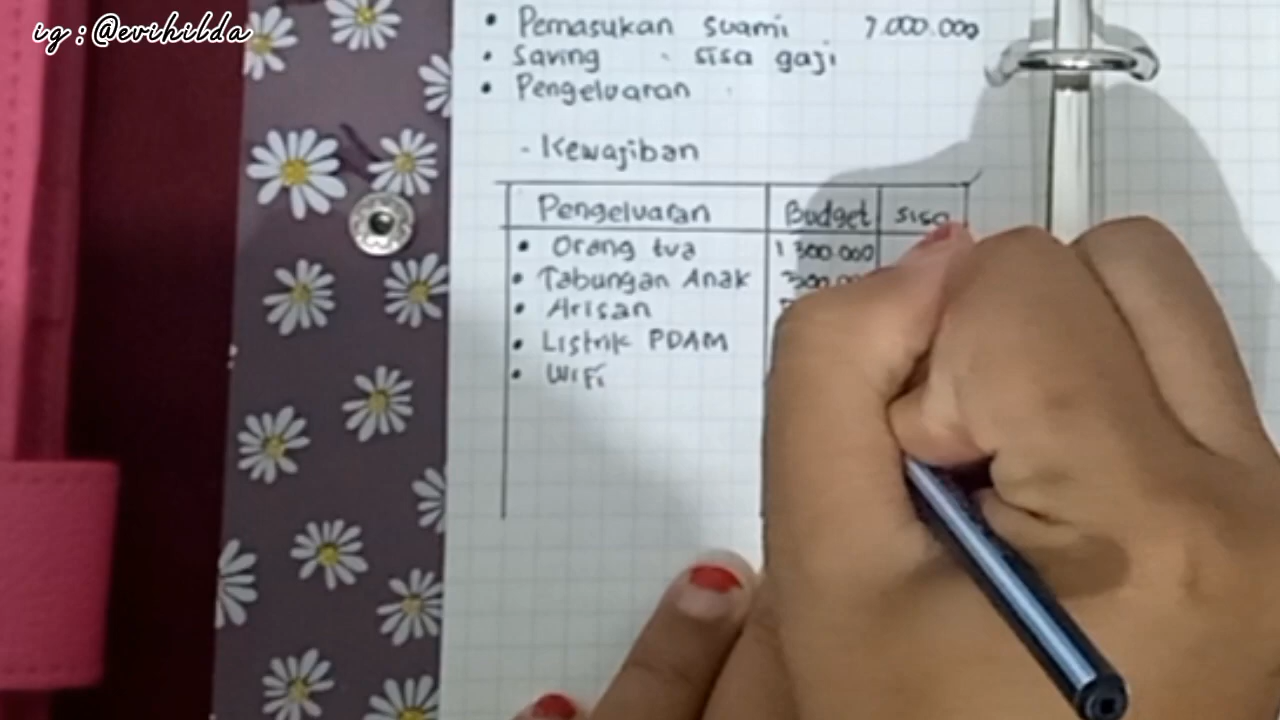 ig : @evihilda
• Pemasukan suami 7.000.000
• Saving - sisa gaji
• Pengeluaran
- Kewajiban
Pengeluaran Budget sisa
• Orang tua 1.300.000
• Tabungan Anak
• Arisan
• Listrik PDAM
• WiFi